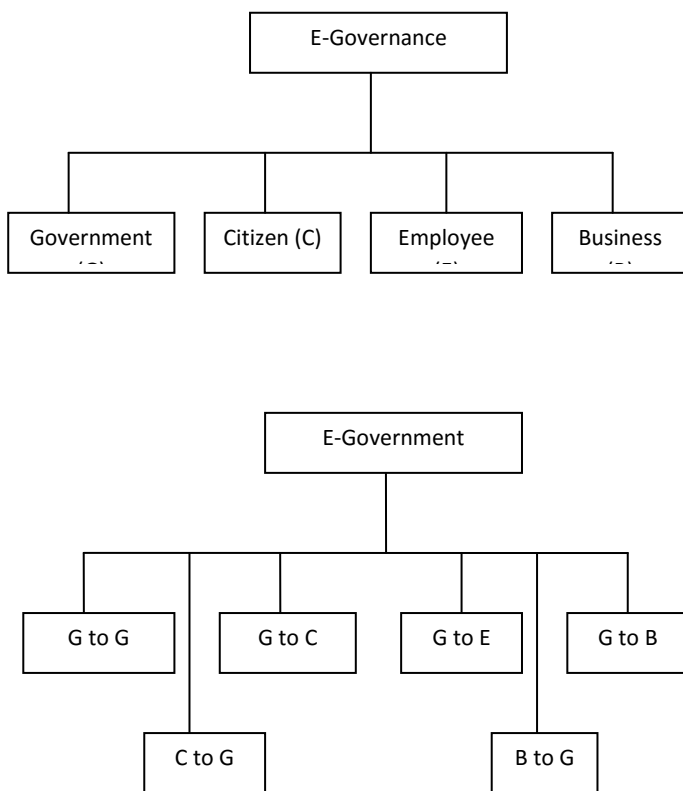 E-Governance
Government
Citizen (C)
Employee
Business
E-Government
G to G
G to C
G to E
G to B
C to G
B to G